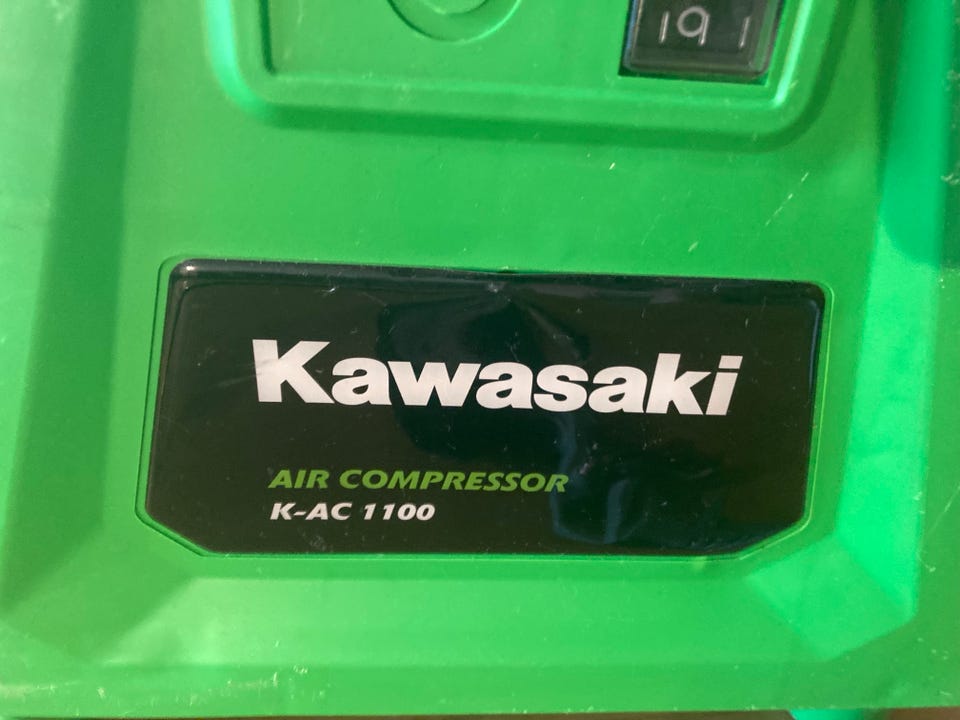 Kawasaki
AIR COMPRESSOR
K-AC 1100